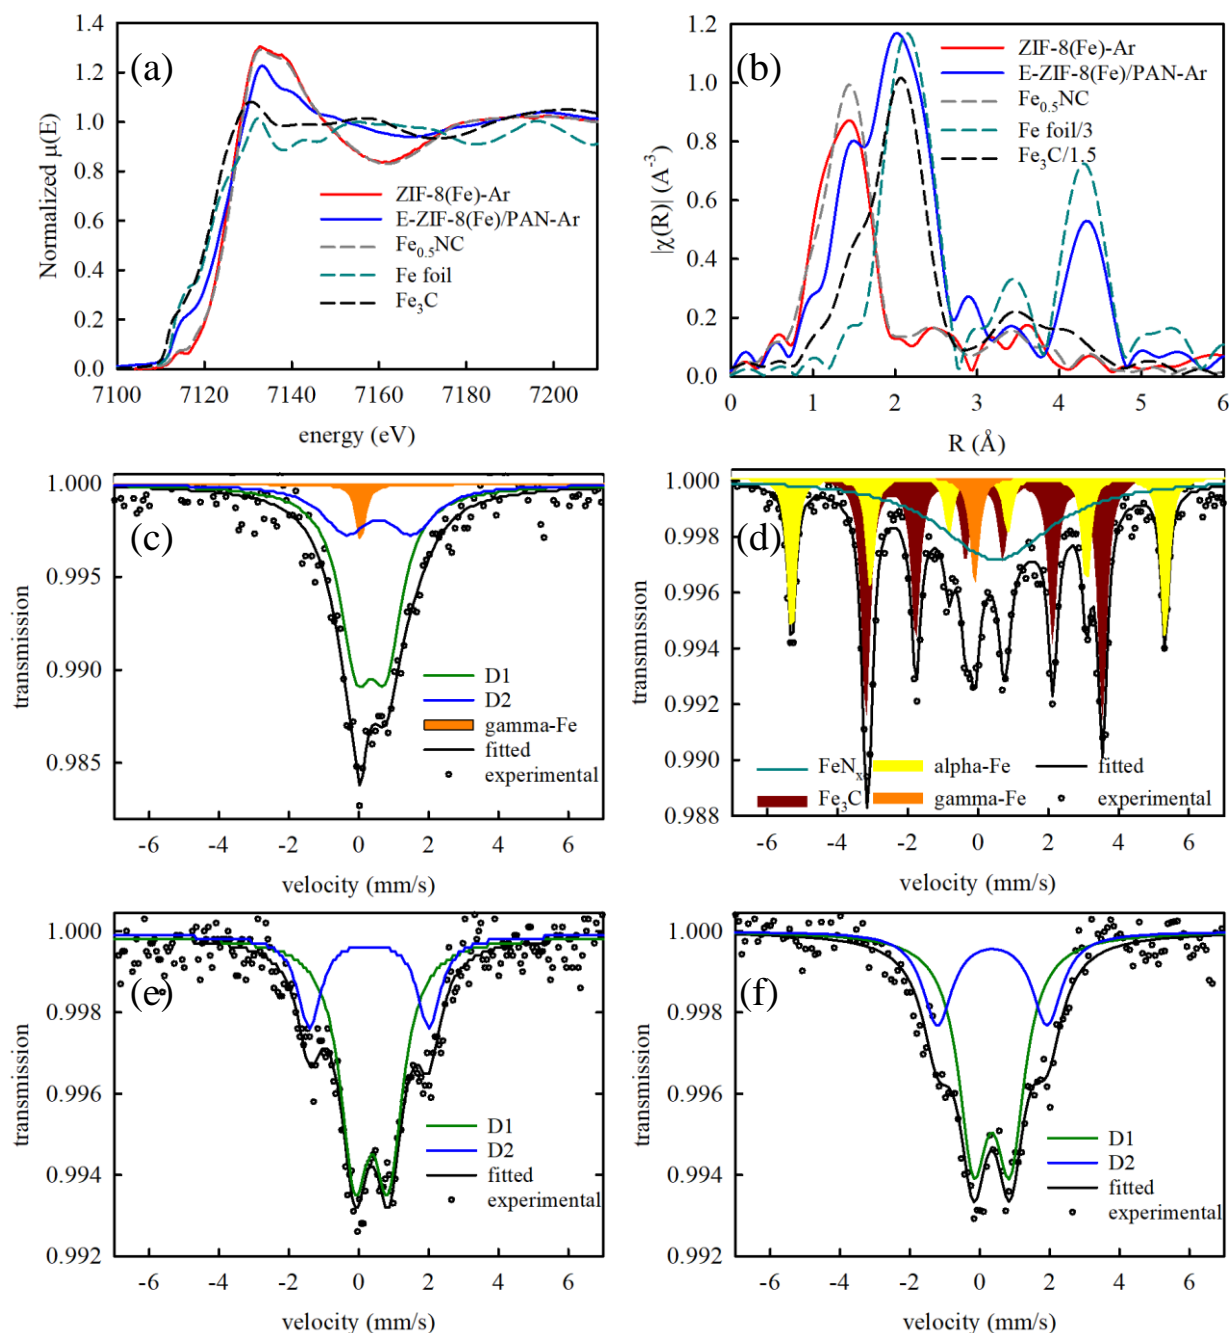 (a)
1.4
1.2
1.0
0.8
0.6
0.4
0.2
0.0
Normalized μ(E)
ZIF-8(Fe)-Ar
E-ZIF-8(Fe)/PAN-Ar
Fe0.5NC
Fe foil
Fe3C
7100 7120 7140 7160 7180 7200
energy (eV)
(b)
1.2
1.0
0.8
0.6
0.4
0.2
0.0
|χ(R)| (A-3)
ZIF-8(Fe)-Ar
E-ZIF-8(Fe)/PAN-Ar
Fe0.5NC
Fe foil/3
Fe3C/1.5
0 1 2 3 4 5 6
R (Å)
(c)
1.000
0.995
0.990
0.985
transmission
D1
D2
gamma-Fe
fitted
experimental
-6 -4 -2 0 2 4 6
velocity (mm/s)
(d)
1.000
0.998
0.996
0.994
0.992
0.990
0.988
transmission
FeNx alpha-Fe fitted
Fe3C gamma-Fe experimental
-6 -4 -2 0 2 4 6
velocity (mm/s)
(e)
1.000
0.998
0.996
0.994
0.992
transmission
D1
D2
fitted
experimental
-6 -4 -2 0 2 4 6
velocity (mm/s)
(f)
1.000
0.998
0.996
0.994
0.992
transmission
D1
D2
fitted
experimental
-6 -4 -2 0 2 4 6
velocity (mm/s)